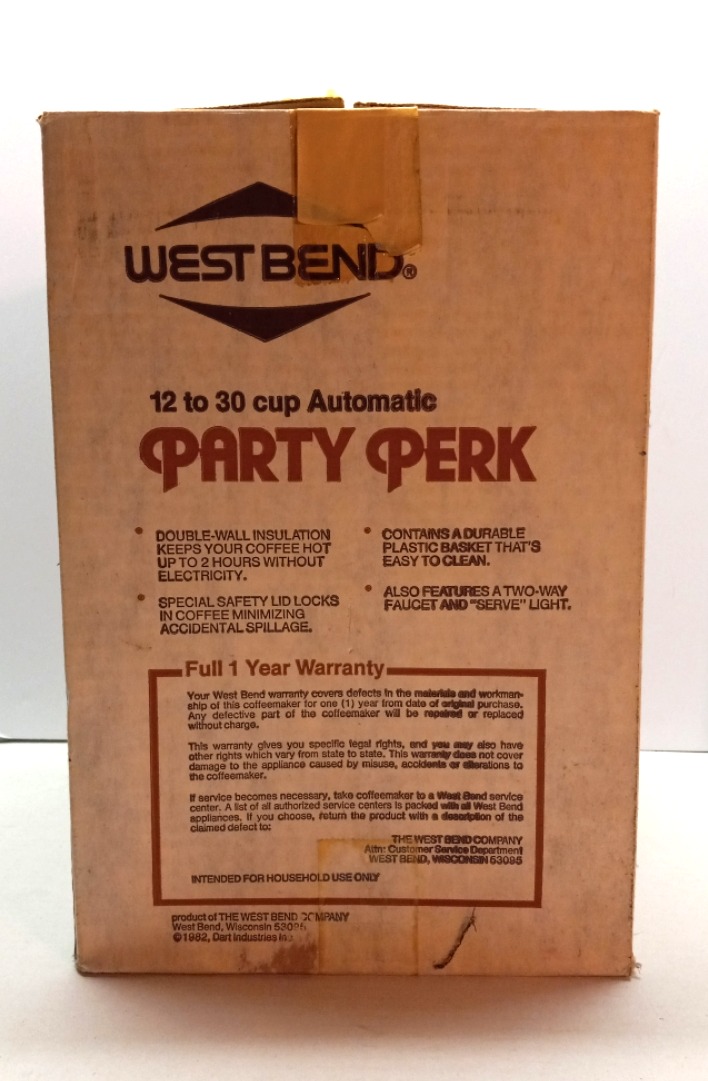 WEST BEND®
12 to 30 cup Automatic
PARTY PERK
• DOUBLE-WALL INSULATION
KEEPS YOUR COFFEE HOT
UP TO 2 HOURS WITHOUT
ELECTRICITY.
• SPECIAL SAFETY LID LOCKS
IN COFFEE MINIMIZING
ACCIDENTAL SPILLAGE.
• CONTAINS A DURABLE
PLASTIC BASKET THAT'S
EASY TO CLEAN.
• ALSO FEATURES A TWO-WAY
FAUCET AND "SERVE" LIGHT.
Full 1 Year Warranty
Your West Bend warranty covers defects in the materials and workman-
ship of this coffeemaker for one (1) year from date of original purchase.
Any defective part of the coffeemaker will be repaired or replaced
without charge.
This warranty gives you specific legal rights, and you may also have
other rights which vary from state to state. This warranty does not cover
damage to the appliance caused by misuse, accidents or alterations to
the coffeemaker.
If service becomes necessary, take coffeemaker to a West Bend service
center. A list of all authorized service centers is packed with all West Bend
appliances. If you choose, return the product with a description of the
claimed defect to:
THE WEST BEND COMPANY
Attn: Customer Service Department
WEST BEND, WISCONSIN 53095
INTENDED FOR HOUSEHOLD USE ONLY
product of THE WEST BEND COMPANY
West Bend, Wisconsin 53095
©1982, Dart Industries Inc.